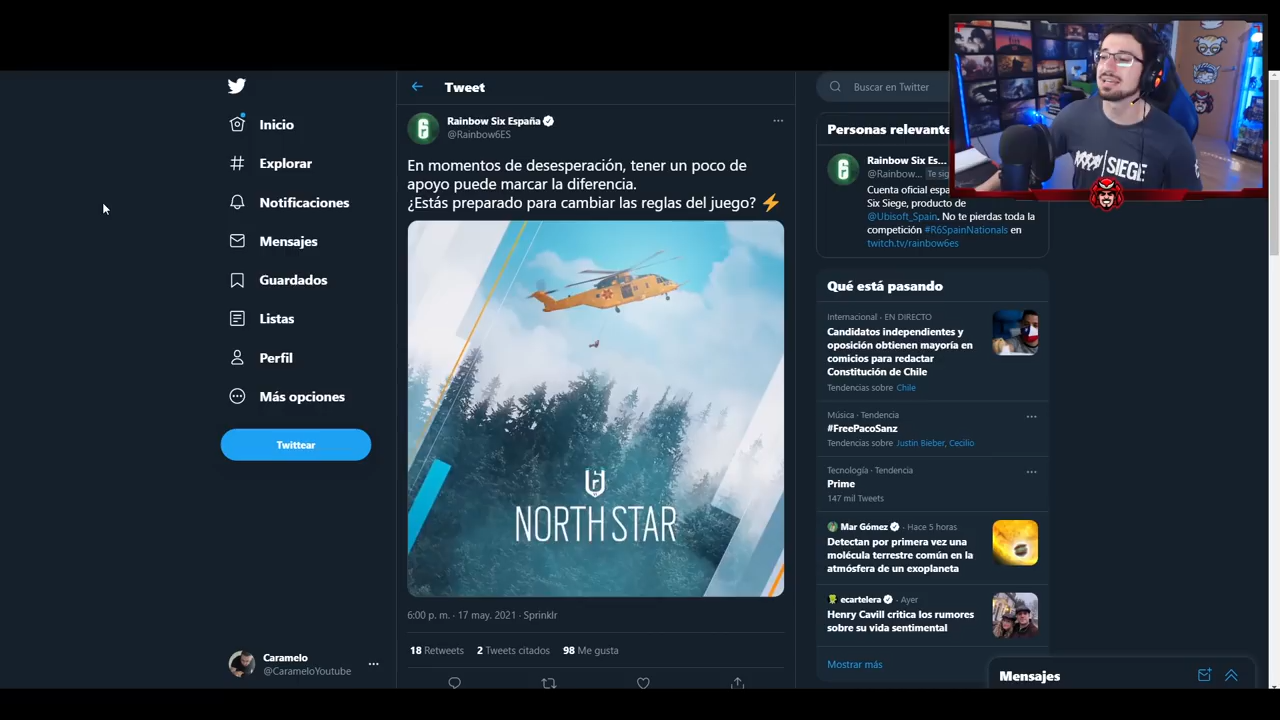 Tweet
Buscar en Twitter
Inicio
Explorar
Notificaciones
Mensajes
Guardados
Listas
Perfil
Más opciones
Twittear
Caramelo
@CarameloYoutube
Rainbow Six España
@Rainbow6ES
En momentos de desesperación, tener un poco de
apoyo puede marcar la diferencia.
¿Estás preparado para cambiar las reglas del juego? ⚡
NORTH STAR
6:00 p. m. · 17 may. 2021 · Sprinklr
18 Retweets 2 Tweets citados 98 Me gusta
SIEGE
Personas relevante
Rainbow Six Es...
@Rainbow... Te sig
Cuenta oficial espa
Six Siege, producto de
@Ubisoft_Spain. No te pierdas toda la
competición #R6SpainNationals en
twitch.tv/rainbow6es
Qué está pasando
Internacional · EN DIRECTO
Candidatos independientes y
oposición obtienen mayoría en
comicios para redactar
Constitución de Chile
Tendencias sobre Chile
Música · Tendencia
#FreePacoSanz
Tendencias sobre Justin Bieber, Cecilio
Tecnología · Tendencia
Prime
147 mil Tweets
Mar Gómez · Hace 5 horas
Detectan por primera vez una
molécula terrestre común en la
atmósfera de un exoplaneta
ecartelera · Ayer
Henry Cavill critica los rumores
sobre su vida sentimental
Mostrar más
Mensajes